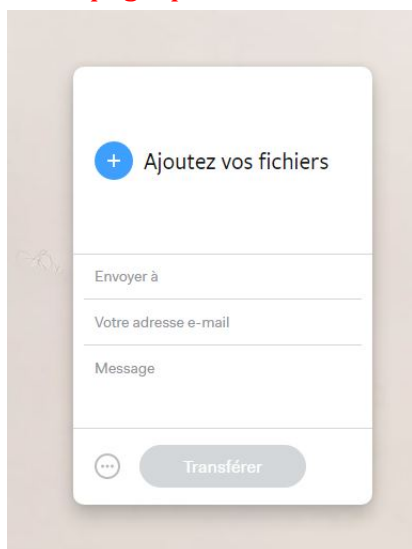 Ajoutez vos fichiers
Envoyer à
Votre adresse e-mail
Message
Transférer